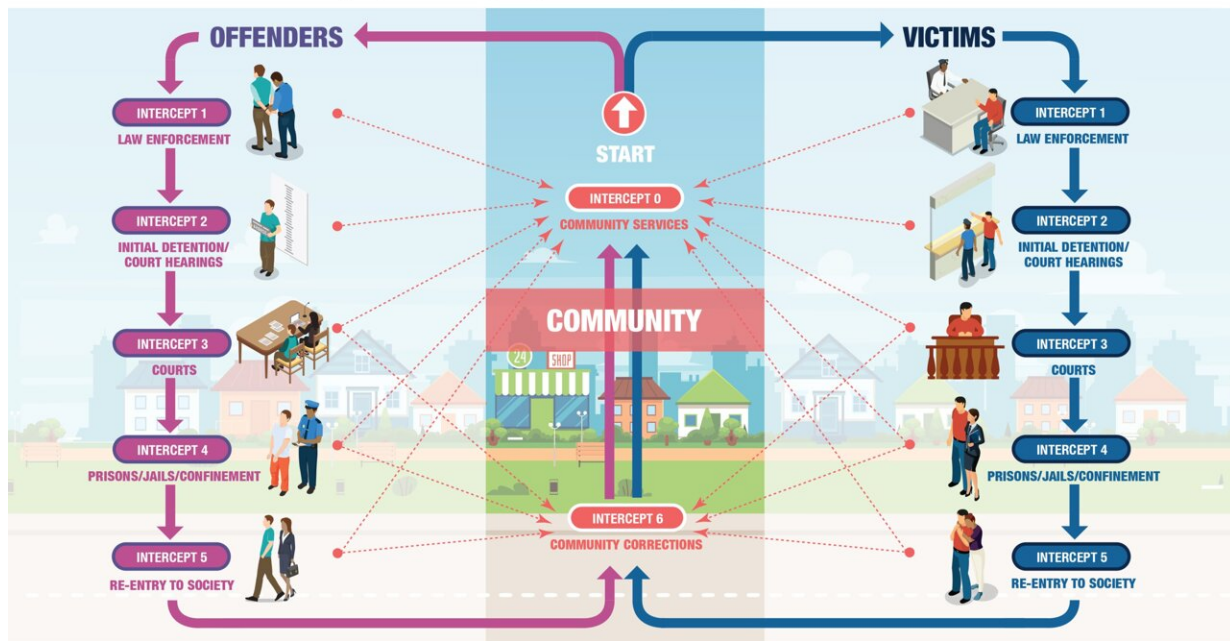 OFFENDERS
VICTIMS
INTERCEPT 1
LAW ENFORCEMENT
INTERCEPT 2
INITIAL DETENTION/
COURT HEARINGS
INTERCEPT 3
COURTS
INTERCEPT 4
PRISONS/JAILS/CONFINEMENT
INTERCEPT 5
RE-ENTRY TO SOCIETY
START
INTERCEPT 0
COMMUNITY SERVICES
COMMUNITY
24
SHOP
INTERCEPT 6
COMMUNITY CORRECTIONS
INTERCEPT 1
LAW ENFORCEMENT
INTERCEPT 2
INITIAL DETENTION/
COURT HEARINGS
INTERCEPT 3
COURTS
INTERCEPT 4
PRISONS/JAILS/CONFINEMENT
INTERCEPT 5
RE-ENTRY TO SOCIETY